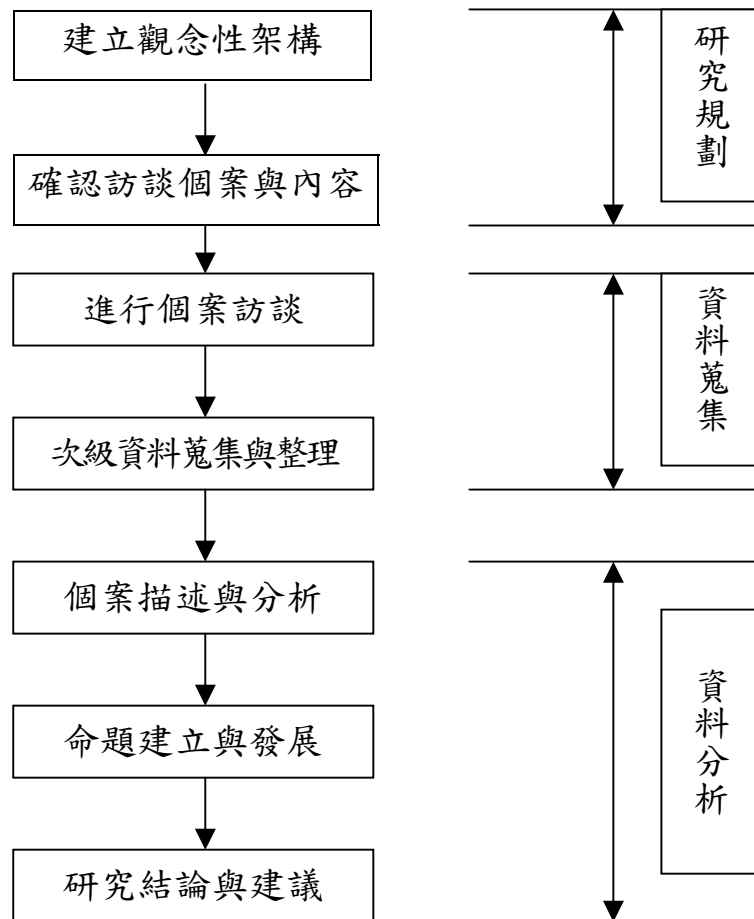 建立觀念性架構
確認訪談個案與內容
進行個案訪談
次級資料蒐集與整理
個案描述與分析
命題建立與發展
研究結論與建議
研究規劃
資料蒐集
資料分析